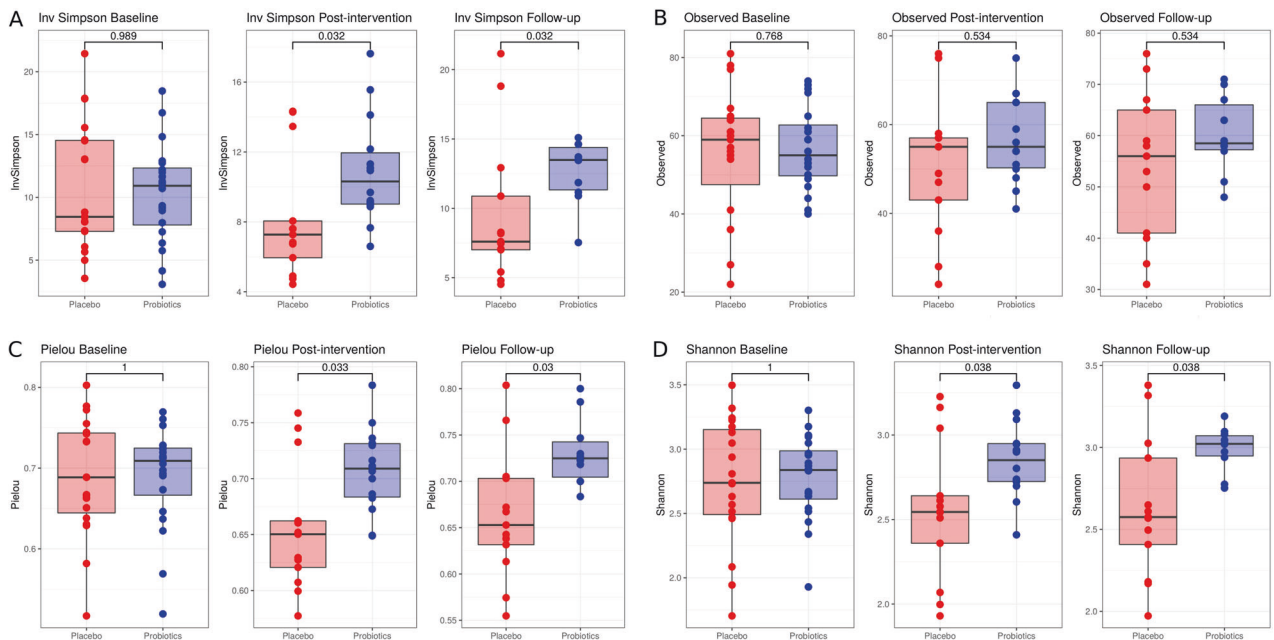 A
Inv Simpson Baseline
0.989
InvSimpson
20
15
10
5
Placebo
Probiotics
Inv Simpson Post-intervention
0.032
InvSimpson
16
12
8
4
Placebo
Probiotics
Inv Simpson Follow-up
0.032
InvSimpson
20
15
10
5
Placebo
Probiotics
B
Observed Baseline
0.768
Observed
80
60
40
20
Placebo
Probiotics
Observed Post-intervention
0.534
Observed
80
60
40
Placebo
Probiotics
Observed Follow-up
0.534
Observed
80
70
60
50
40
30
Placebo
Probiotics
C
Pielou Baseline
1
Pielou
0.8
0.7
0.6
Placebo
Probiotics
Pielou Post-intervention
0.033
Pielou
0.80
0.75
0.70
0.65
0.60
Placebo
Probiotics
Pielou Follow-up
0.03
Pielou
0.80
0.75
0.70
0.65
0.60
0.55
Placebo
Probiotics
D
Shannon Baseline
1
Shannon
3.5
3.0
2.5
2.0
Placebo
Probiotics
Shannon Post-intervention
0.038
Shannon
3.0
2.5
2.0
Placebo
Probiotics
Shannon Follow-up
0.038
Shannon
3.5
3.0
2.5
2.0
Placebo
Probiotics